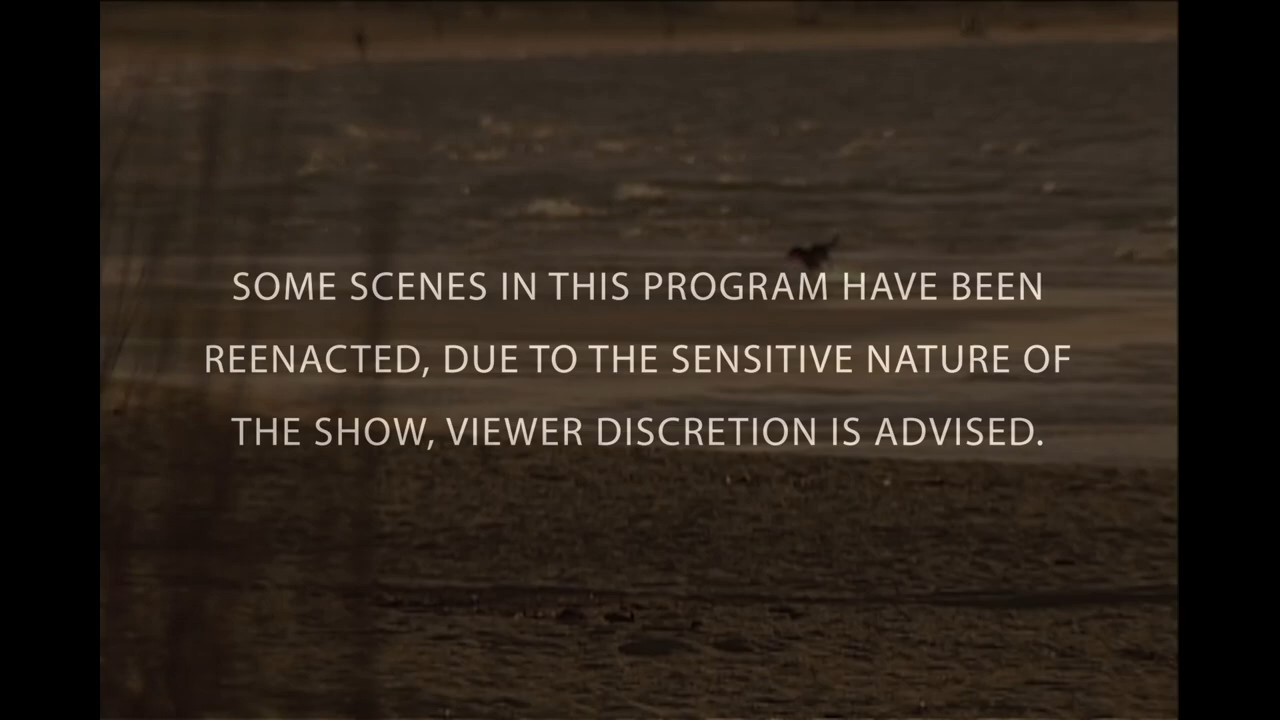 SOME SCENES IN THIS PROGRAM HAVE BEEN
REENACTED, DUE TO THE SENSITIVE NATURE OF
THE SHOW, VIEWER DISCRETION IS ADVISED.